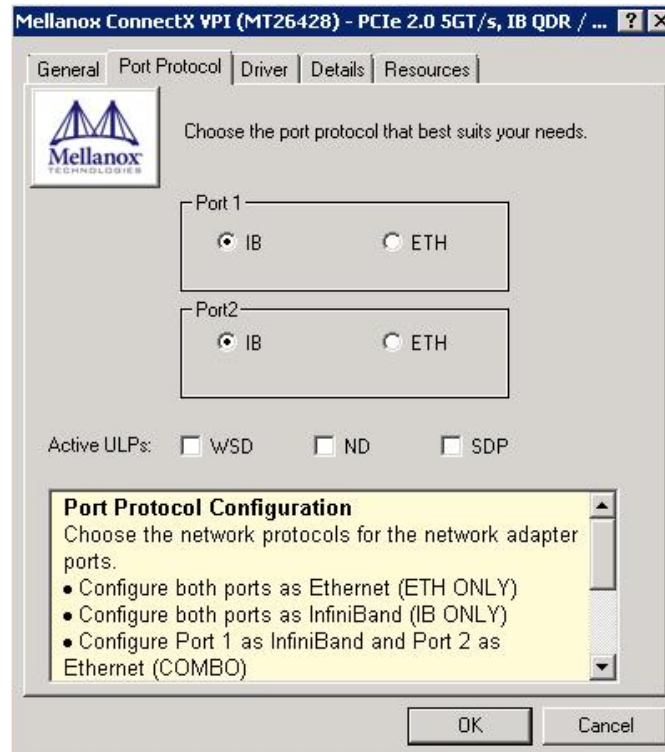 Mellanox ConnectX VPI (MT26428) - PCIe 2.0 5GT/s, IB QDR / ...
General Port Protocol Driver Details Resources
Mellanox
TECHNOLOGIES
Choose the port protocol that best suits your needs.
Port 1
IB ETH
Port2
IB ETH
Active ULPs: WSD ND SDP
Port Protocol Configuration
Choose the network protocols for the network adapter
ports.
• Configure both ports as Ethernet (ETH ONLY)
• Configure both ports as InfiniBand (IB ONLY)
• Configure Port 1 as InfiniBand and Port 2 as
Ethernet (COMBO)
OK Cancel